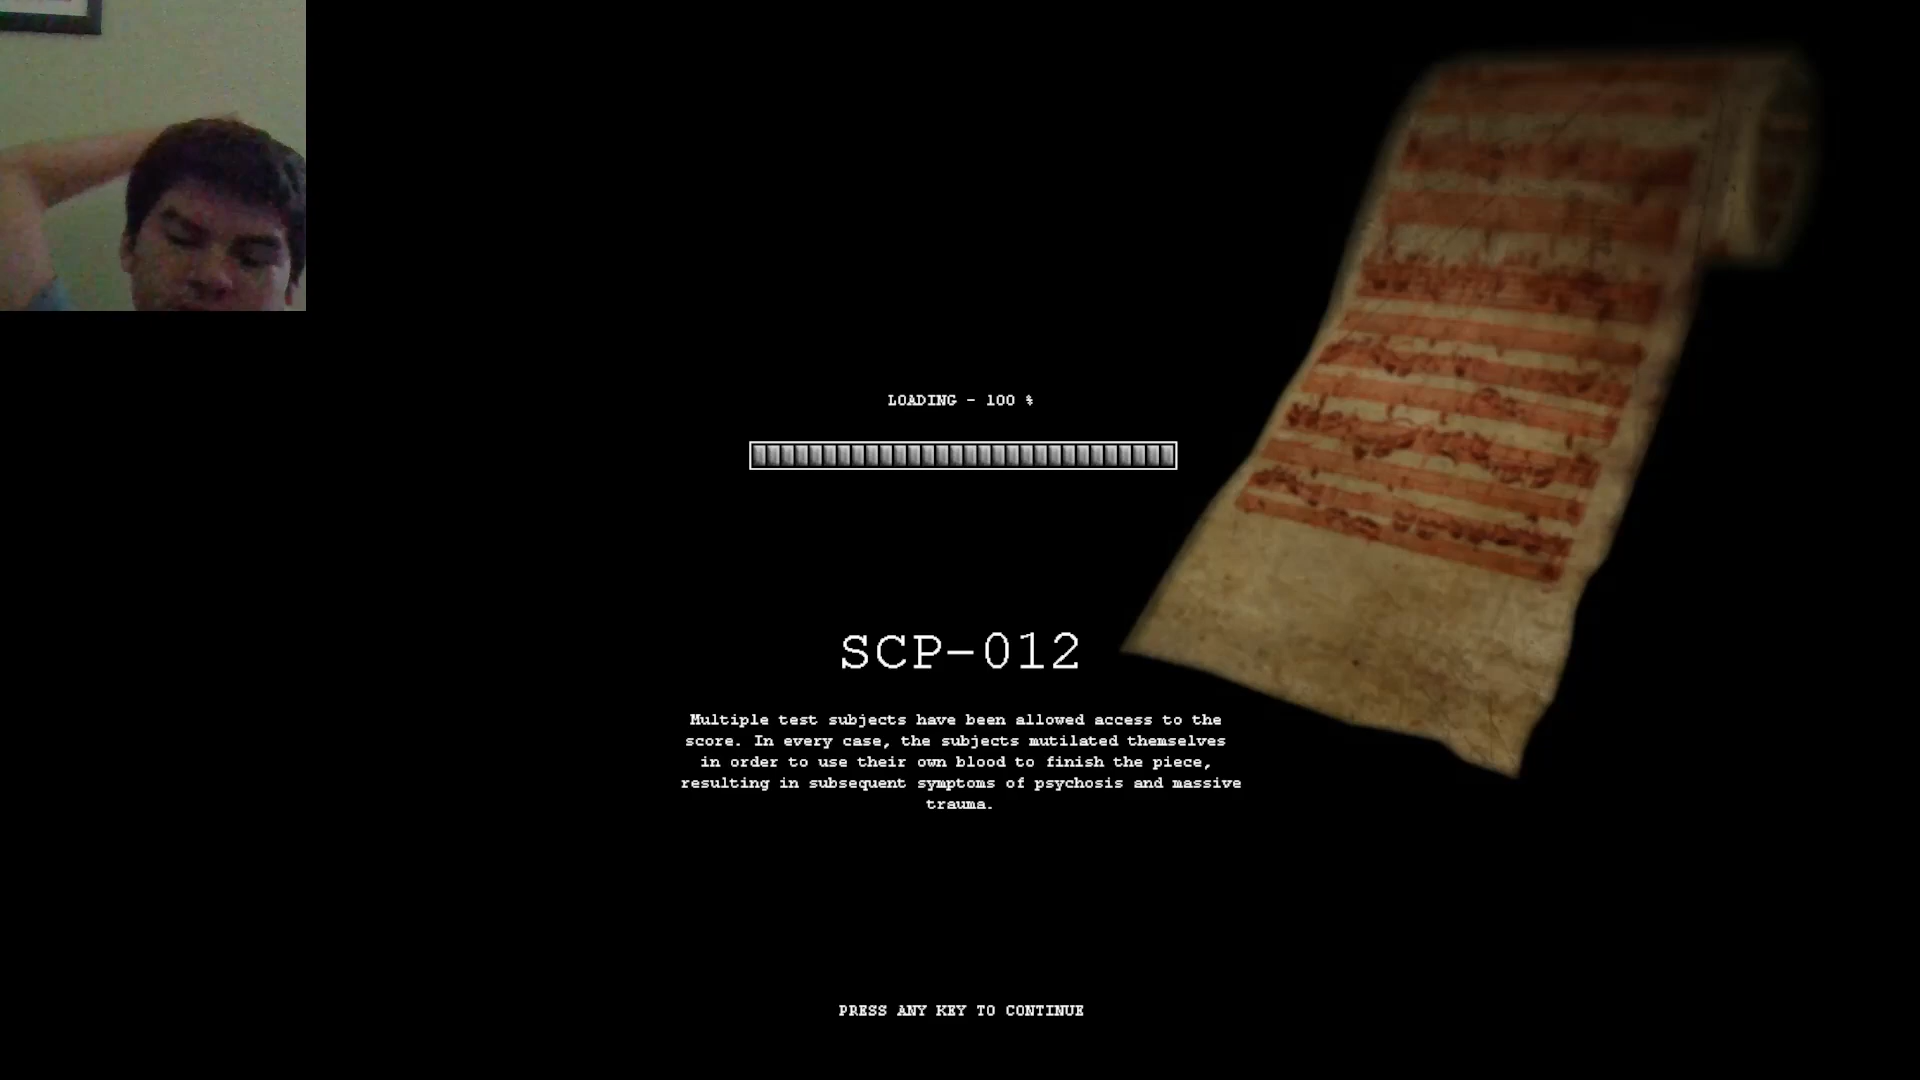 LOADING - 100 %
SCP-012
Multiple test subjects have been allowed access to the
score. In every case, the subjects mutilated themselves
in order to use their own blood to finish the piece,
resulting in subsequent symptoms of psychosis and massive
trauma.
PRESS ANY KEY TO CONTINUE